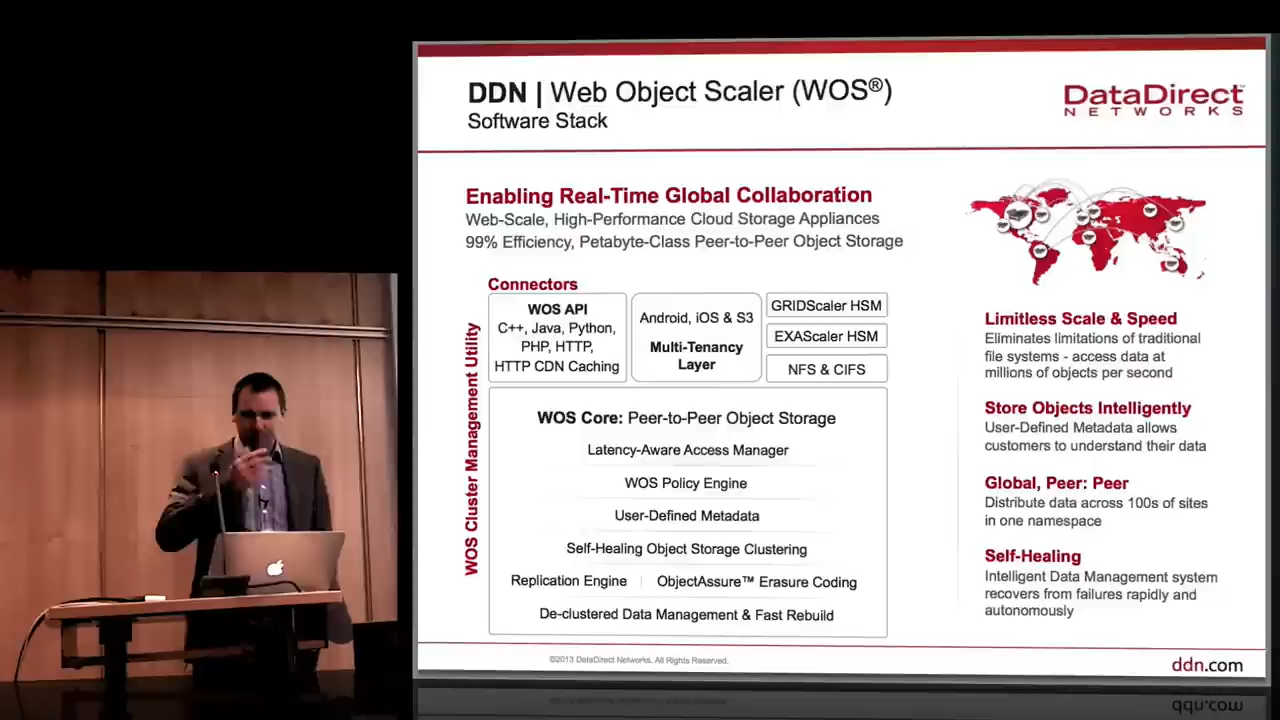 DDN | Web Object Scaler (WOS®)
Software Stack
DataDirect
NETWORKS
Enabling Real-Time Global Collaboration
Web-Scale, High-Performance Cloud Storage Appliances
99% Efficiency, Petabyte-Class Peer-to-Peer Object Storage
WOS Cluster Management Utility
Connectors
WOS API
C++, Java, Python,
PHP, HTTP,
HTTP CDN Caching
Android, iOS & S3
Multi-Tenancy
Layer
GRIDScaler HSM
EXAScaler HSM
NFS & CIFS
WOS Core: Peer-to-Peer Object Storage
Latency-Aware Access Manager
WOS Policy Engine
User-Defined Metadata
Self-Healing Object Storage Clustering
Replication Engine
ObjectAssure™ Erasure Coding
De-clustered Data Management & Fast Rebuild
Limitless Scale & Speed
Eliminates limitations of traditional
file systems - access data at
millions of objects per second
Store Objects Intelligently
User-Defined Metadata allows
customers to understand their data
Global, Peer: Peer
Distribute data across 100s of sites
in one namespace
Self-Healing
Intelligent Data Management system
recovers from failures rapidly and
autonomously
©2013 DataDirect Networks. All Rights Reserved.
ddn.com